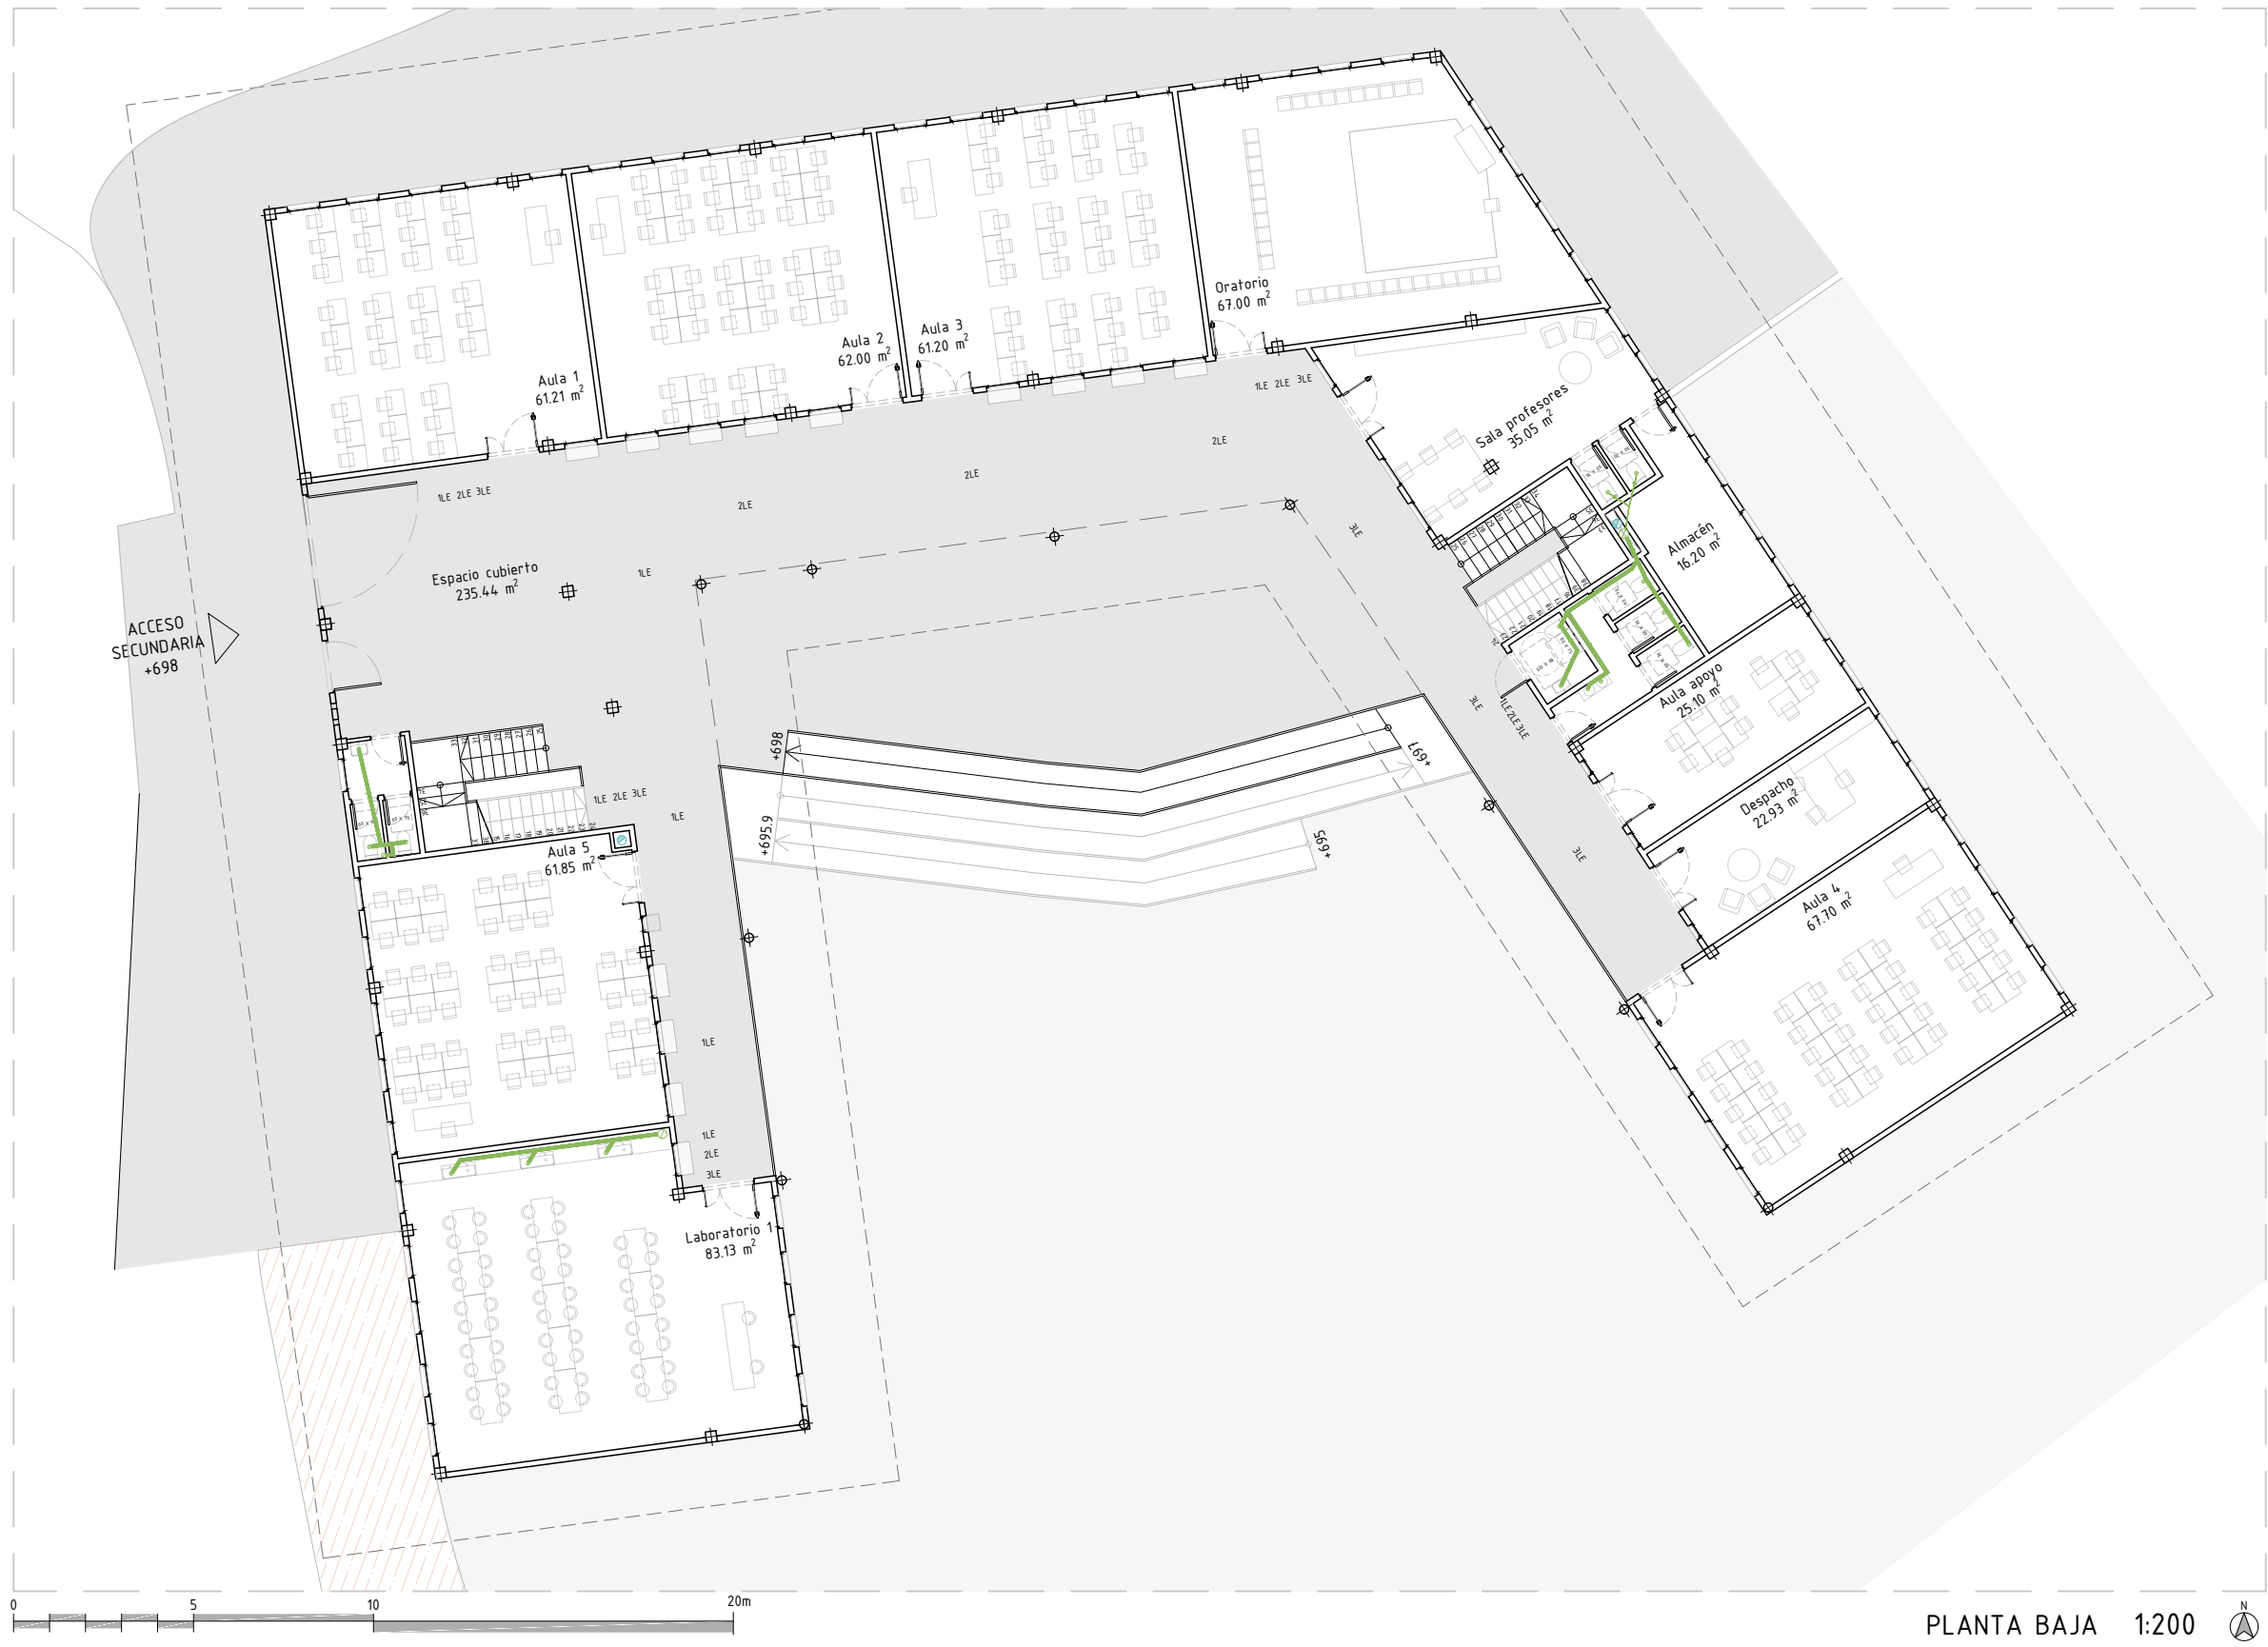 Oratorio
67.00 m²
Aula 3
61.20 m²
Aula 2
62.00 m²
Aula 1
61.21 m²
1LE 2LE 3LE
Sala profesores
35.05 m²
2LE
2LE
1LE 2LE 3LE
2LE
3LE
Almacén
16.20 m²
Espacio cubierto
235.44 m²
1LE
ACCESO
SECUNDARIA
+698
Aula apoyo
25.10 m²
3LE
1LE 2LE 3LE
+698
+697
Despacho
22.93 m²
1LE 2LE 3LE
1LE
+695.9
+695
3LE
Aula 5
61.85 m²
Aula 4
67.70 m²
1LE
1LE
2LE
3LE
Laboratorio 1
83.13 m²
0 5 10 20m
PLANTA BAJA 1:200
N